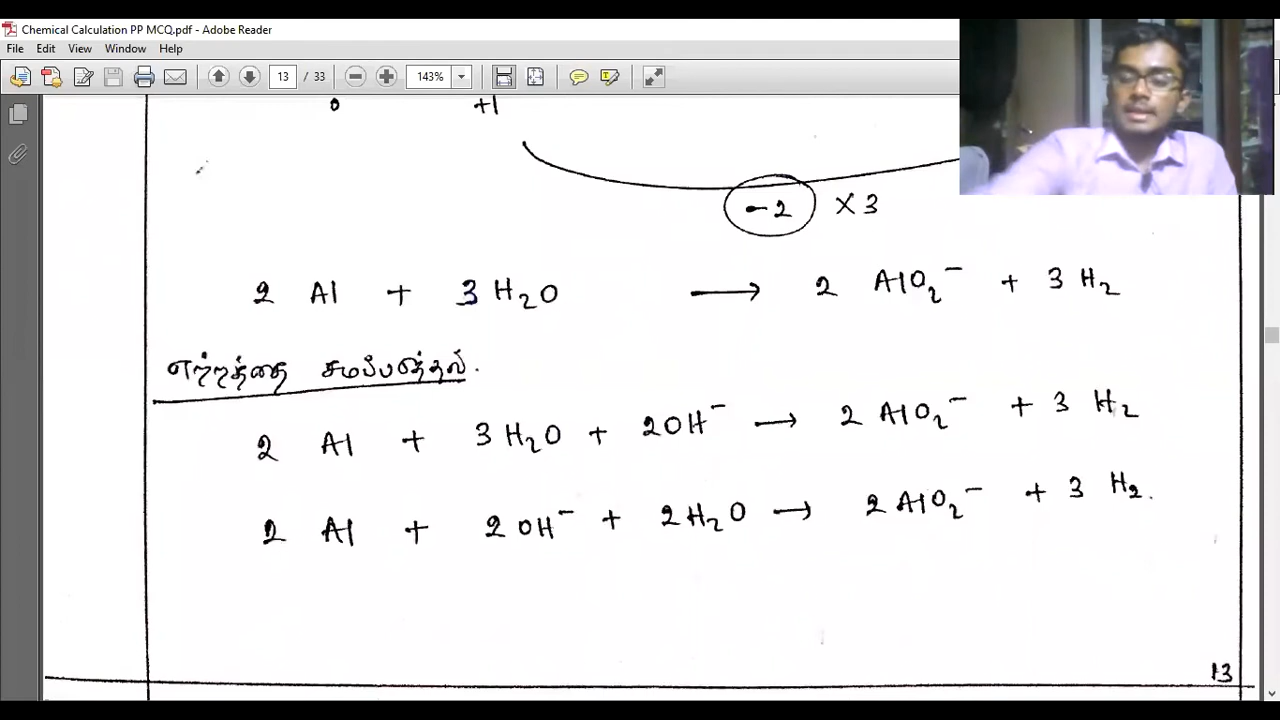 Chemical Calculation PP MCQ.pdf - Adobe Reader
File Edit View Window Help
13 / 33 143%
0 +1
-2 × 3
2 Al + 3 H₂O ⟶ 2 AlO₂⁻ + 3 H₂
ஏற்றத்தை சமப்படுத்தல்.
2 Al + 3 H₂O + 2OH⁻ ⟶ 2 AlO₂⁻ + 3 H₂
2 Al + 2 OH⁻ + 2 H₂O ⟶ 2 AlO₂⁻ + 3 H₂.
13